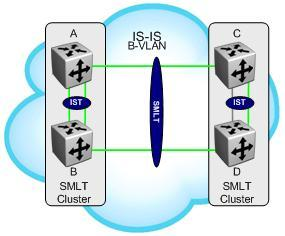 A
IS-IS
B-VLAN
C
IST
SMLT
IST
B
D
SMLT
Cluster
SMLT
Cluster